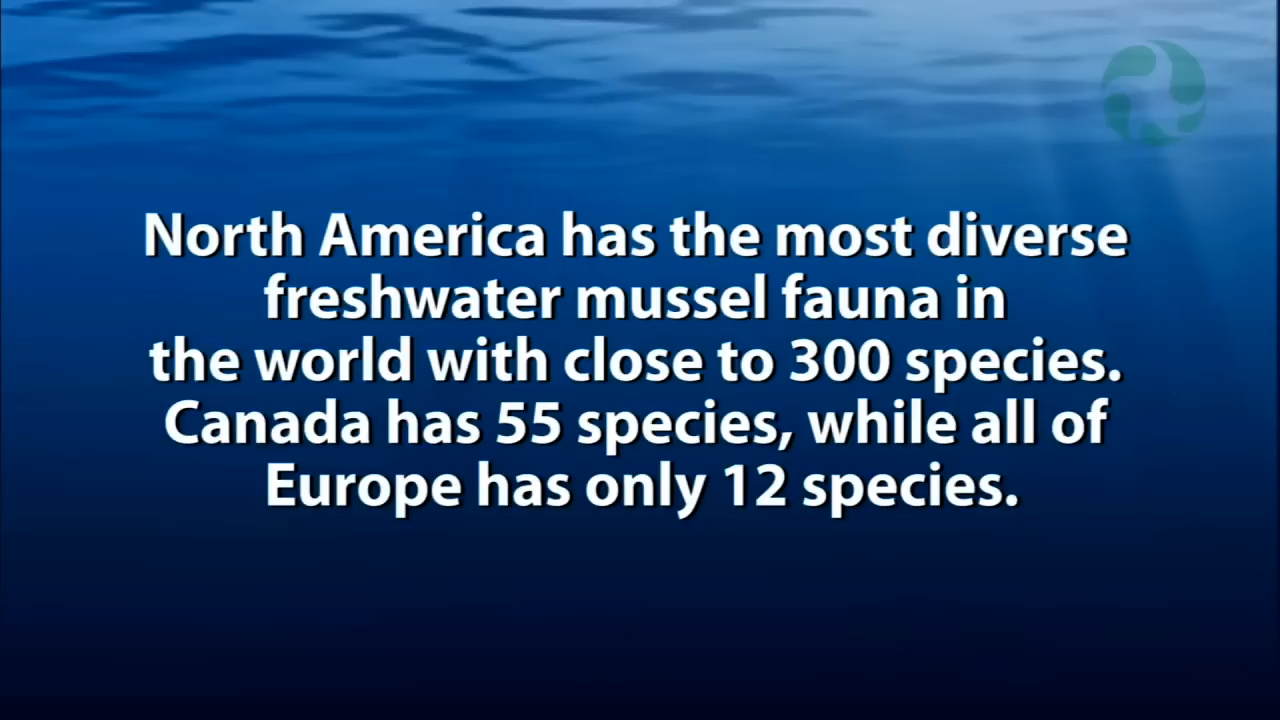 North America has the most diverse
freshwater mussel fauna in
the world with close to 300 species.
Canada has 55 species, while all of
Europe has only 12 species.